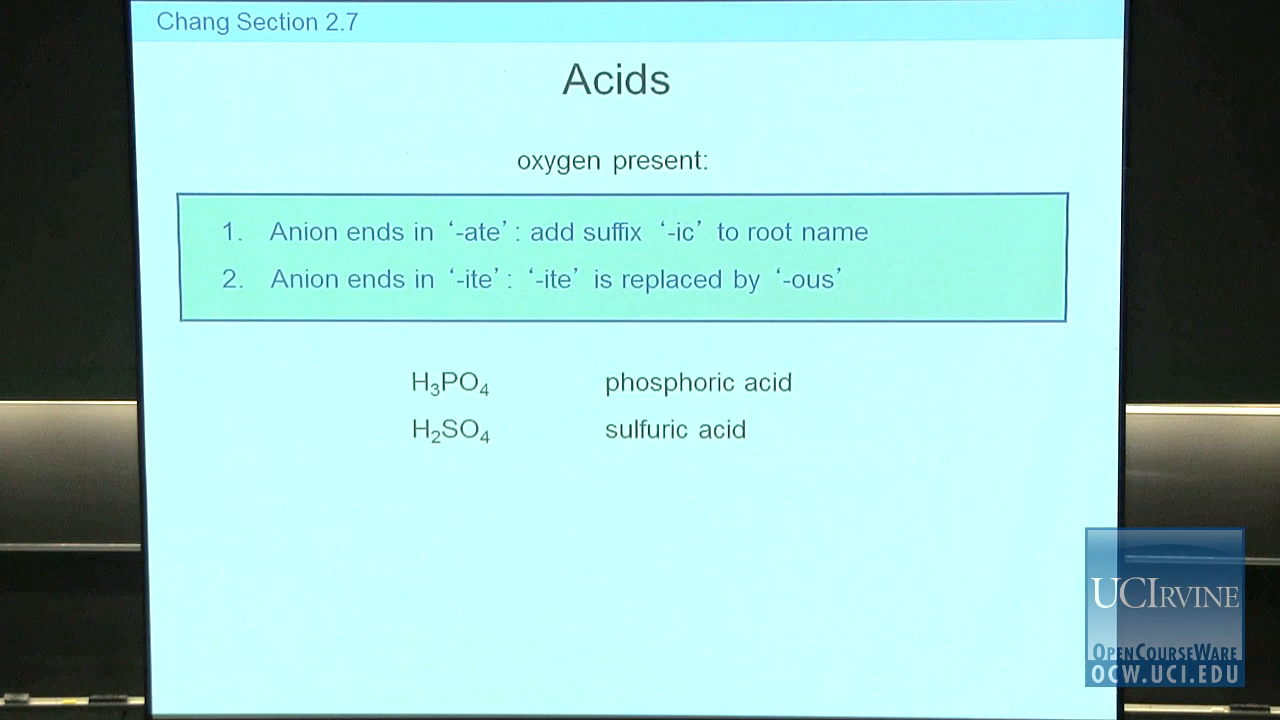 Chang Section 2.7
Acids
oxygen present:
1. Anion ends in ‘-ate’: add suffix ‘-ic’ to root name
2. Anion ends in ‘-ite’: ‘-ite’ is replaced by ‘-ous’
H₃PO₄ phosphoric acid
H₂SO₄ sulfuric acid
UCIRVINE
OPENCOURSEWARE
OCW.UCI.EDU